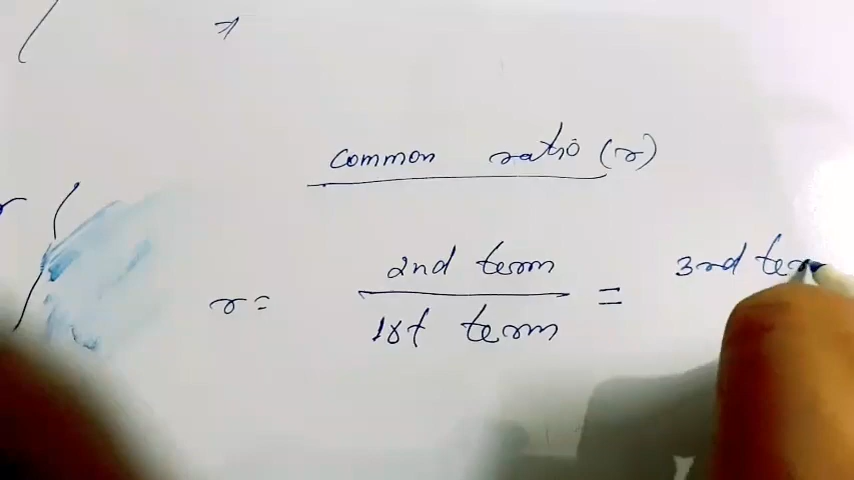 common ratio (r)
2nd term 3rd term
r= =
1st term